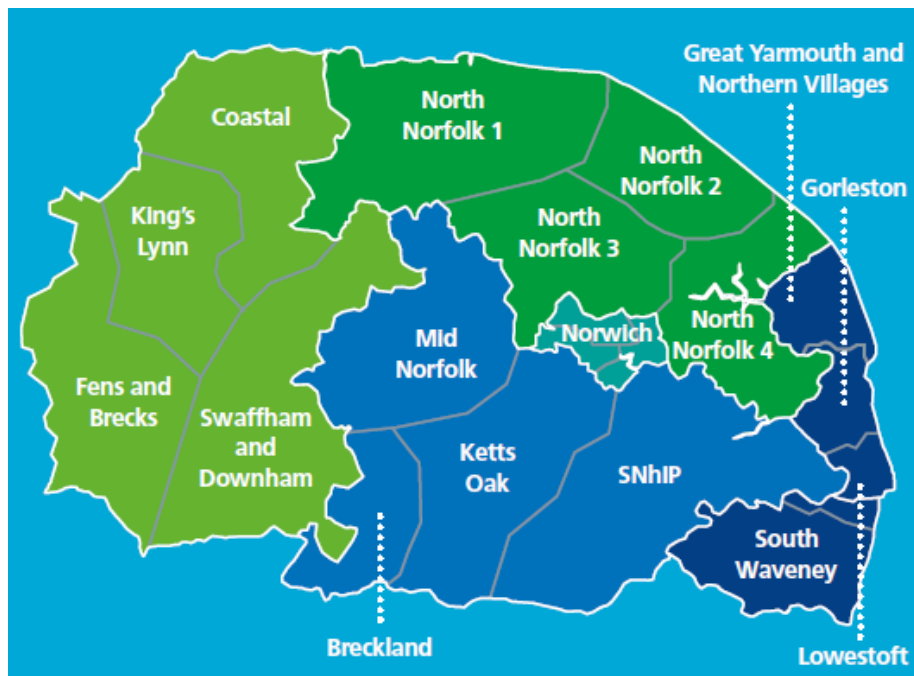 Great Yarmouth and
Northern Villages
Coastal
North
Norfolk 1
North
Norfolk 2
Gorleston
King's
Lynn
North
Norfolk 3
Mid
Norfolk
Norwich
North
Norfolk 4
Fens and
Brecks
Swaffham
and
Downham
Ketts
Oak
SNhIP
South
Waveney
Breckland
Lowestoft